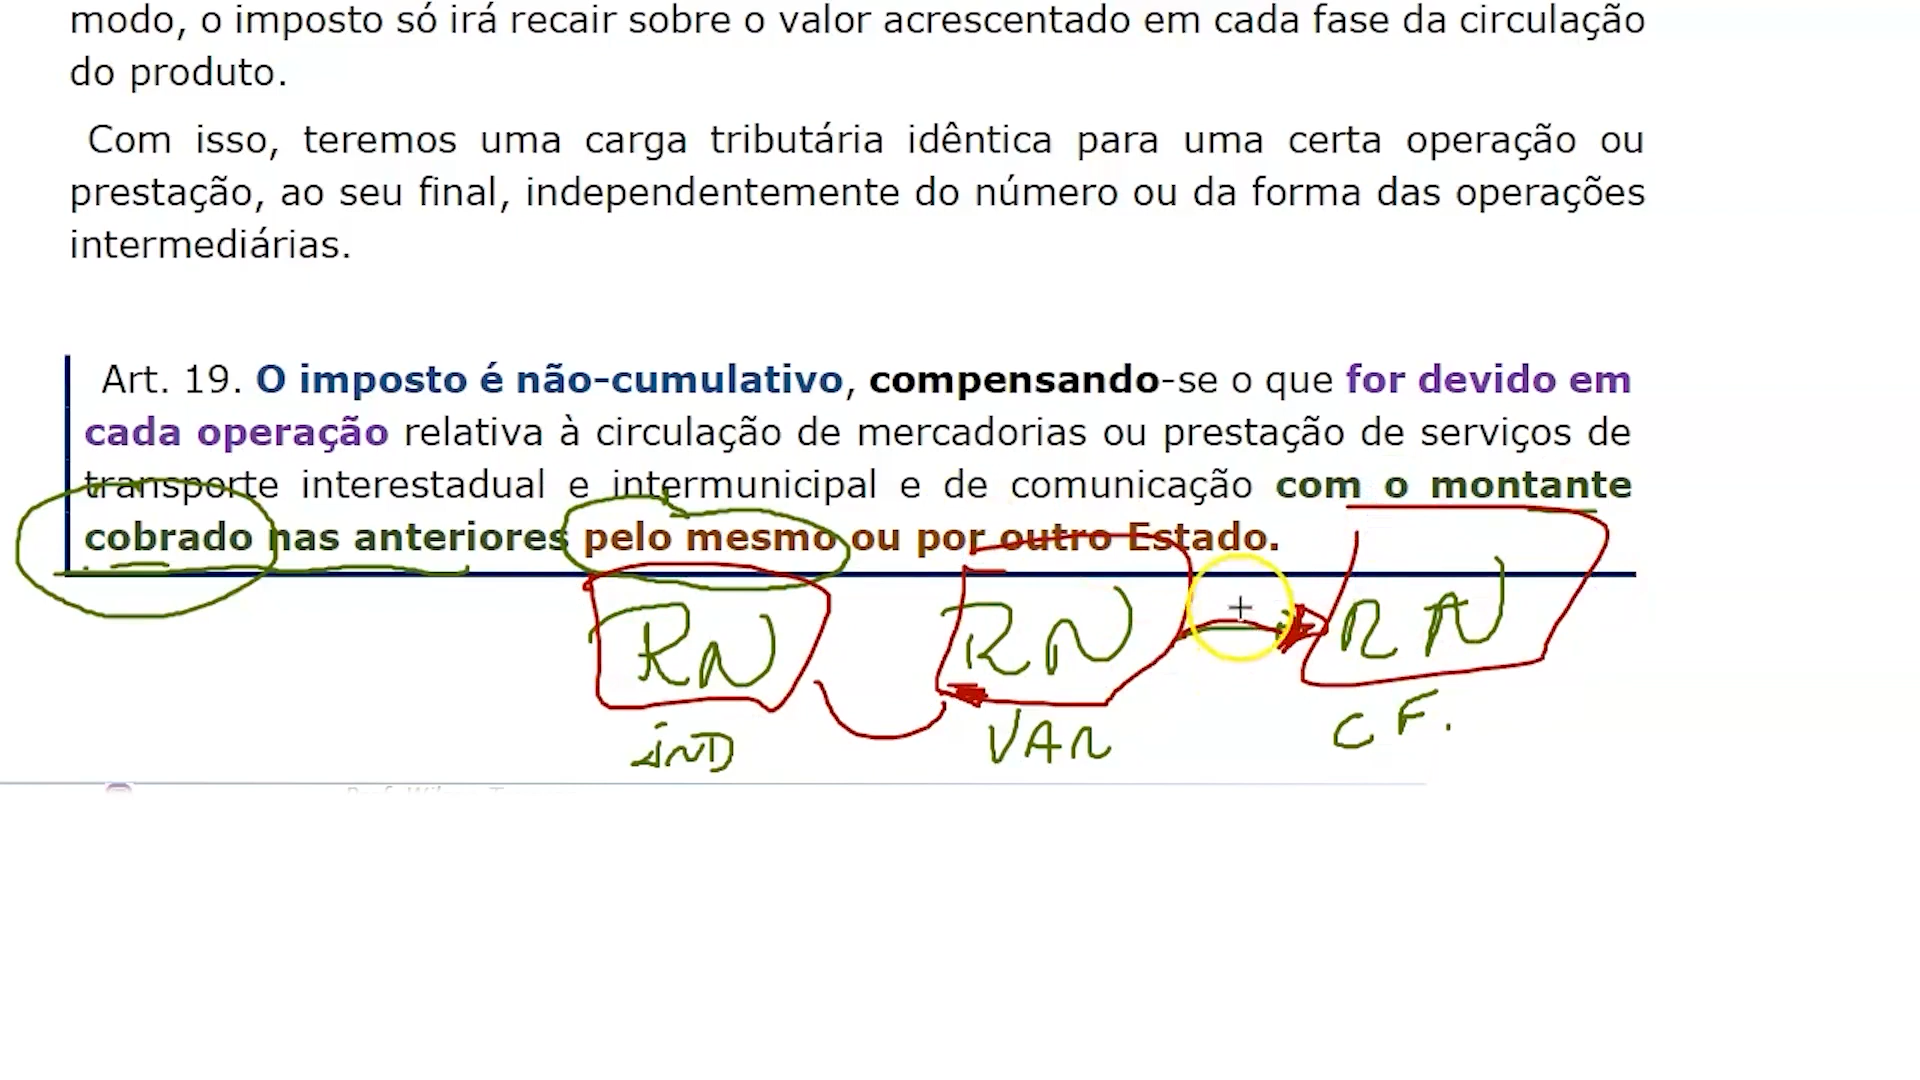 modo, o imposto só irá recair sobre o valor acrescentado em cada fase da circulação
do produto.
Com isso, teremos uma carga tributária idêntica para uma certa operação ou
prestação, ao seu final, independentemente do número ou da forma das operações
intermediárias.
Art. 19. O imposto é não-cumulativo, compensando-se o que for devido em
cada operação relativa à circulação de mercadorias ou prestação de serviços de
transporte interestadual e intermunicipal e de comunicação com o montante
cobrado nas anteriores pelo mesmo ou por outro Estado.
RN RN RN
IND VAR C F.